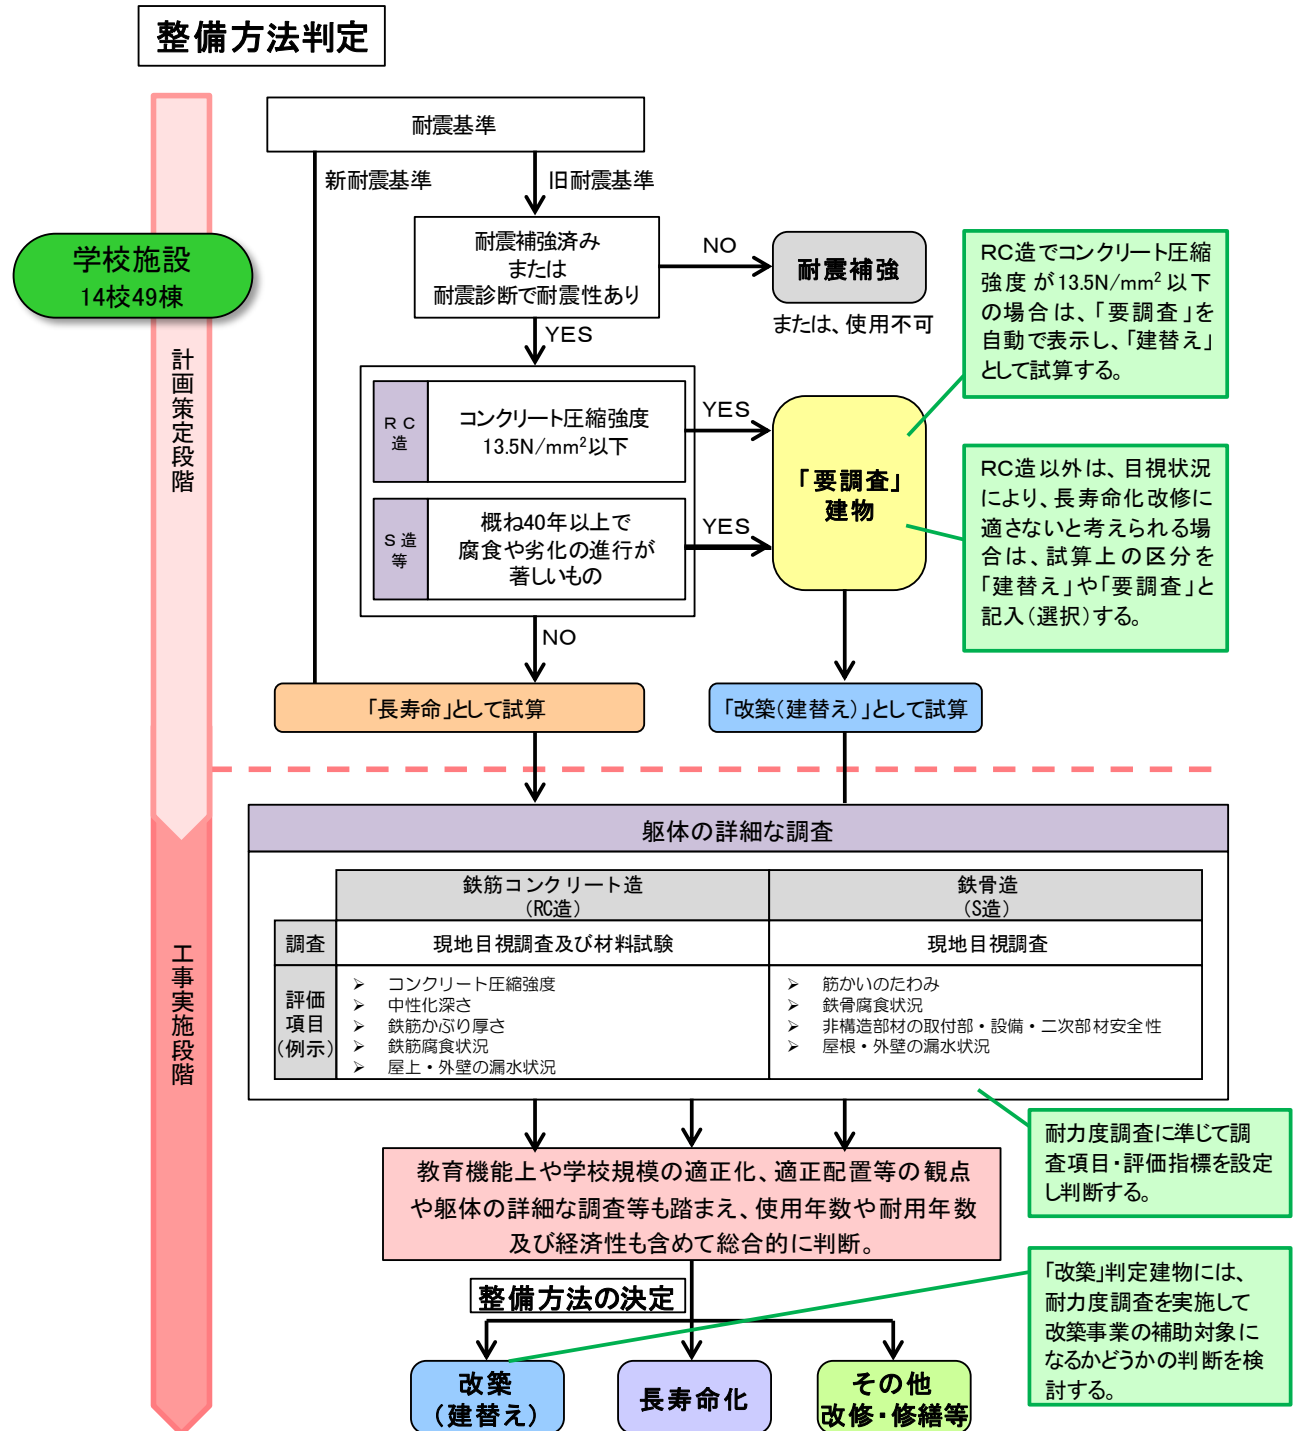 整備方法判定
耐震基準
新耐震基準
旧耐震基準
学校施設
14校49棟
耐震補強済み
または
耐震診断で耐震性あり
NO
耐震補強
または、使用不可
YES
RC造でコンクリート圧縮
強度が13.5N/mm²以下
の場合は、「要調査」を
自動で表示し、「建替え」
として試算する。
計画策定段階
RC
造
コンクリート圧縮強度
13.5N/mm²以下
YES
S造
等
概ね40年以上で
腐食や劣化の進行が
著しいもの
YES
「要調査」
建物
RC造以外は、目視状況
により、長寿命化改修に
適さないと考えられる場
合は、試算上の区分を
「建替え」や「要調査」と
記入(選択)する。
NO
「長寿命」として試算
「改築(建替え)」として試算
工事実施段階
躯体の詳細な調査
鉄筋コンクリート造
(RC造)
鉄骨造
(S造)
調査
現地目視調査及び材料試験
現地目視調査
評価
項目
(例示)
➢ コンクリート圧縮強度
➢ 中性化深さ
➢ 鉄筋かぶり厚さ
➢ 鉄筋腐食状況
➢ 屋上・外壁の漏水状況
➢ 筋かいのたわみ
➢ 鉄骨腐食状況
➢ 非構造部材の取付部・設備・二次部材安全性
➢ 屋根・外壁の漏水状況
耐力度調査に準じて調
査項目・評価指標を設定
し判断する。
教育機能上や学校規模の適正化、適正配置等の観点
や躯体の詳細な調査等も踏まえ、使用年数や耐用年数
及び経済性も含めて総合的に判断。
整備方法の決定
「改築」判定建物には、
耐力度調査を実施して
改築事業の補助対象に
なるかどうかの判断を検
討する。
改築
(建替え)
長寿命化
その他
改修・修繕等